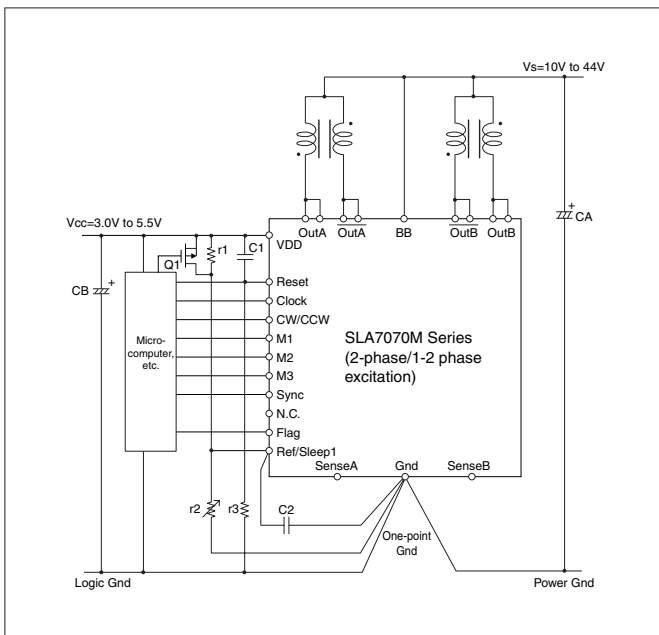 Vs=10V to 44V
CA
+
OutA
OutA
BB
OutB
OutB
Vcc=3.0V to 5.5V
VDD
r1
C1
Q1
CB
+
Reset
Clock
CW/CCW
M1
M2
M3
Sync
N.C.
Flag
Ref/Sleep1
Micro-
computer,
etc.
SLA7070M Series
(2-phase/1-2 phase
excitation)
SenseA
Gnd
SenseB
r2
r3
C2
One-point
Gnd
Logic Gnd
Power Gnd